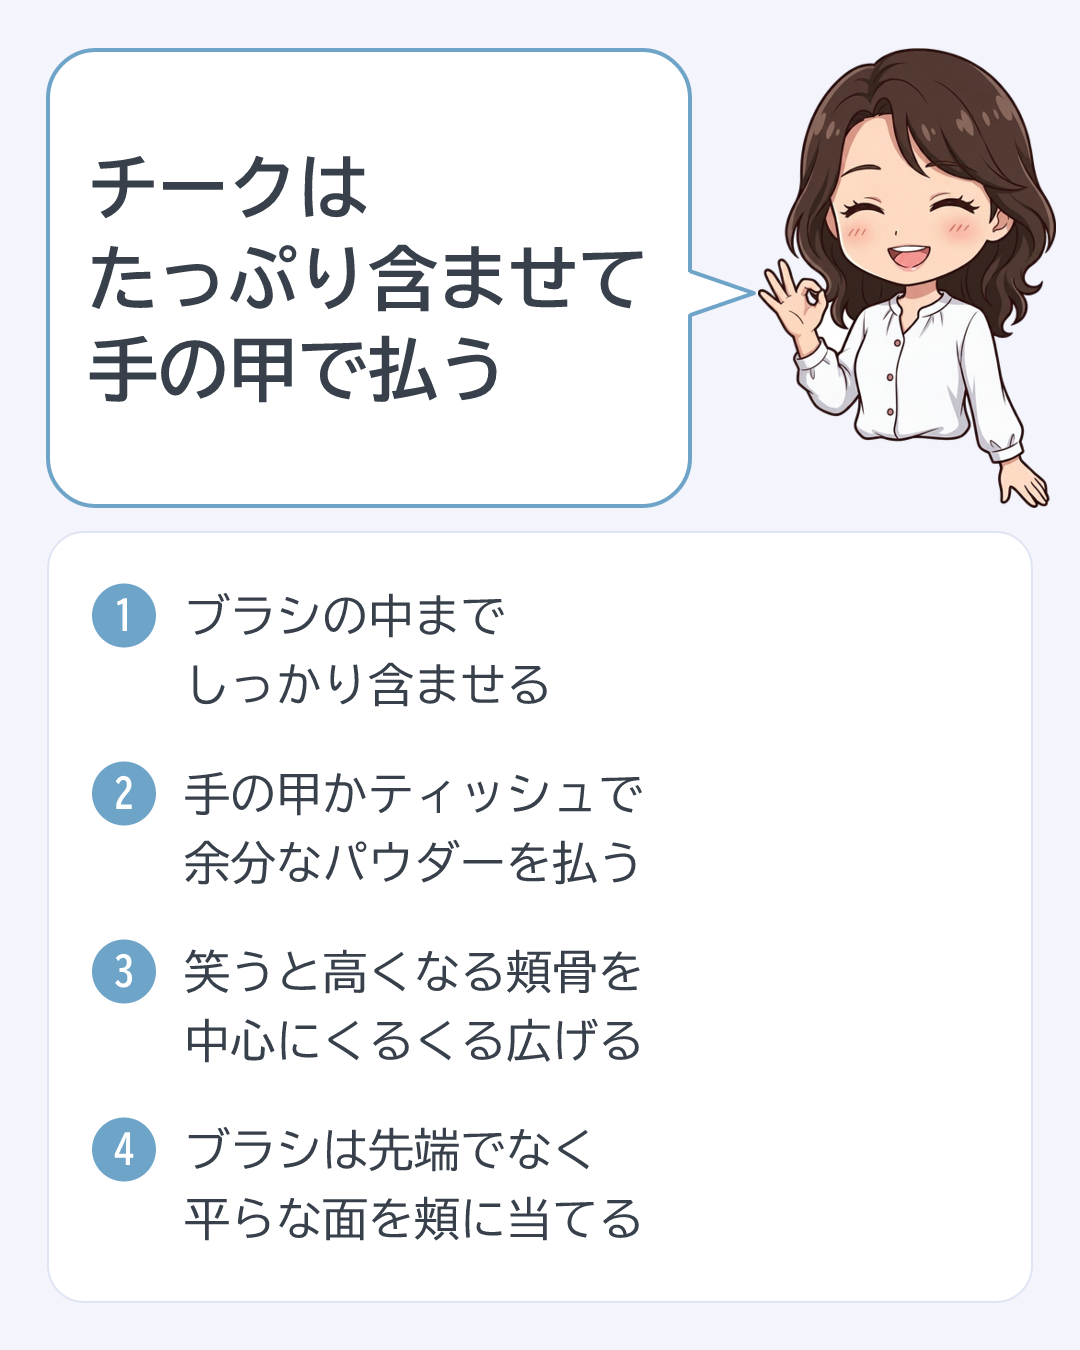 チークは
たっぷり含ませて
手の甲で払う
1 ブラシの中まで
しっかり含ませる
2 手の甲かティッシュで
余分なパウダーを払う
3 笑うと高くなる頬骨を
中心にくるくる広げる
4 ブラシは先端でなく
平らな面を頬に当てる